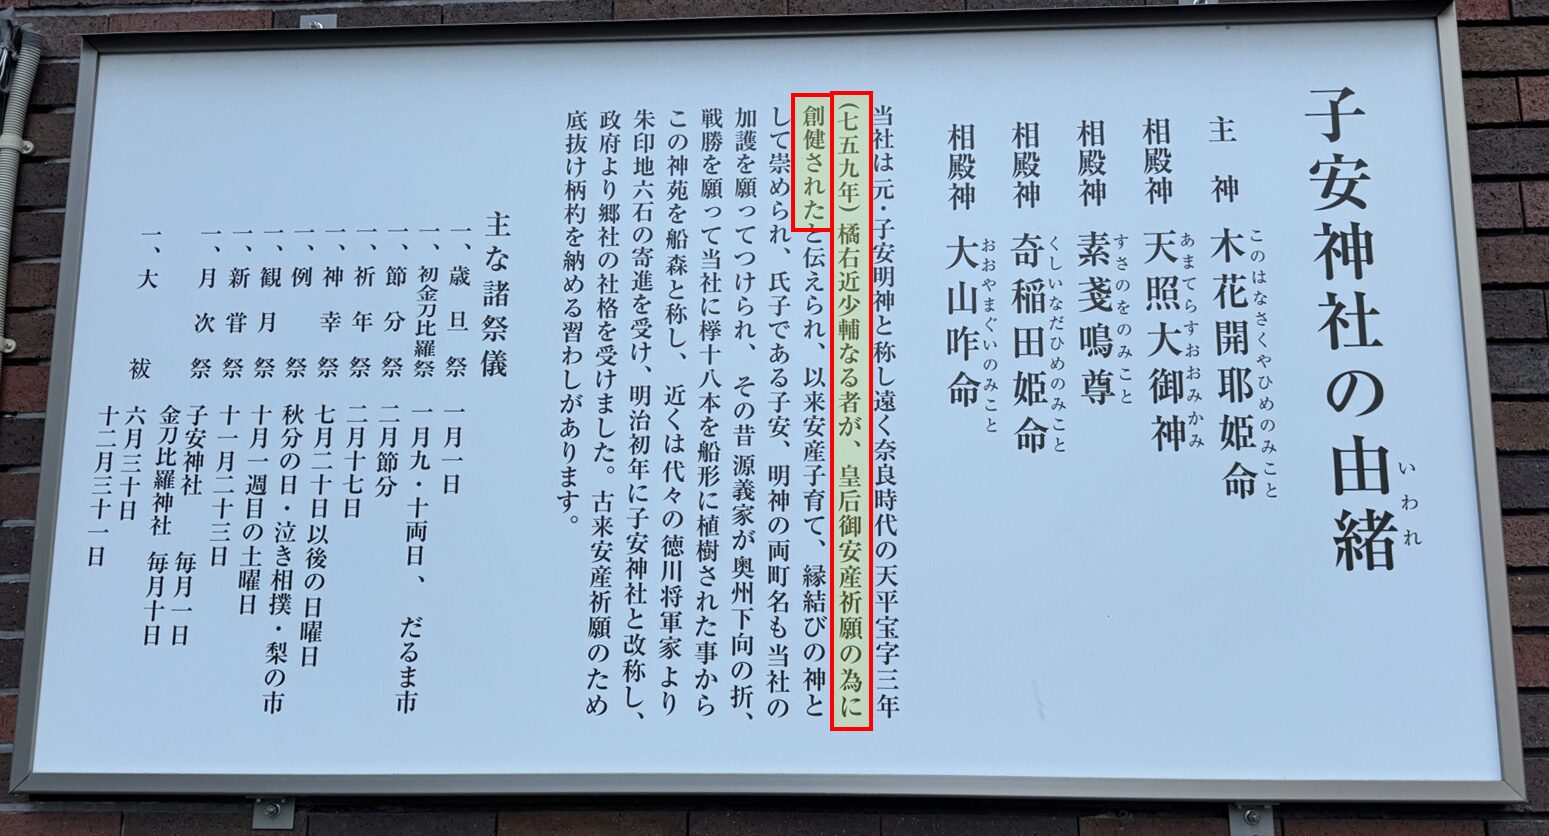 子安神社の由緒
いわれ
主神 木花開耶姫命
このはなさくやひめのみこと
相殿神 天照大御神
あまてらすおおみかみ
相殿神 素戔鳴尊
すさのをのみこと
相殿神 奇稲田姫命
くしいなだひめのみこと
相殿神 大山咋命
おおやまぐいのみこと
当社は元・子安明神と称し遠く奈良時代の天平宝字三年
(七五九年)橘右近少輔なる者が、皇后御安産祈願の為に
創健されたと伝えられ、以来安産子育て、縁結びの神と
して崇められ、氏子である子安、明神の両町名も当社の
加護を願ってつけられ、その昔源義家が奥州下向の折、
戦勝を願って当社に欅十八本を船形に植樹された事から
この神苑を船森と称し、近くは代々の徳川将軍家より
朱印地六石の寄進を受け、明治初年に子安神社と改称し、
政府より郷社の社格を受けました。古来安産祈願のため
底抜け柄杓を納める習わしがあります。
主な諸祭儀
一、歳旦祭 一月一日
一、初金刀比羅祭 一月九・十両日、だるま市
一、節分祭 二月節分
一、祈年祭 二月十七日
一、神幸祭 七月二十日以後の日曜日
一、例祭 秋分の日・泣き相撲・梨の市
一、観月祭 十月一週目の土曜日
一、新嘗祭 十一月二十三日
一、月次祭 子安神社 毎月一日
金刀比羅神社 毎月十日
一、大祓 六月三十日
十二月三十一日